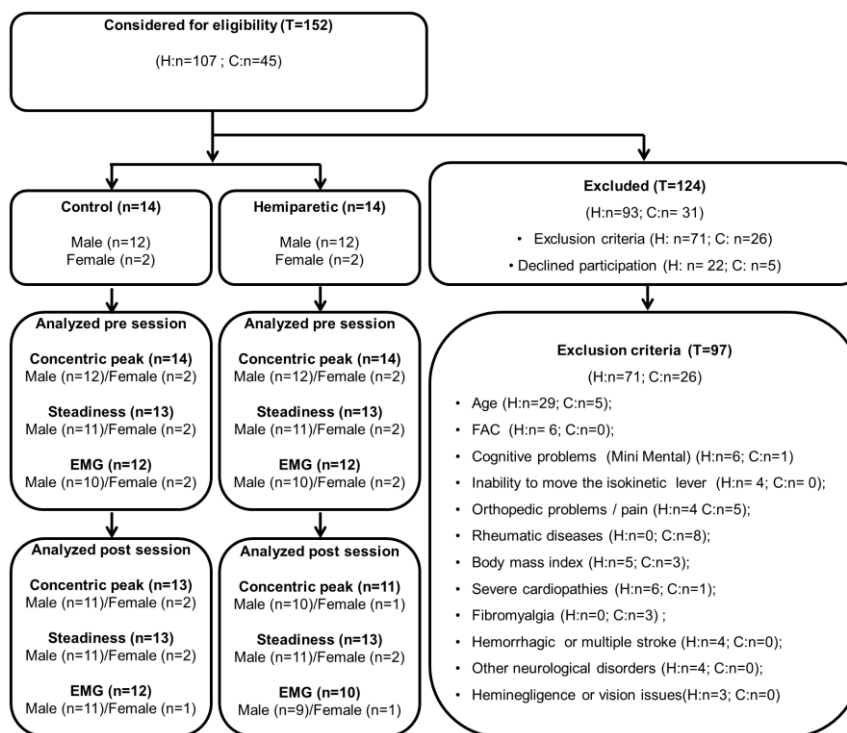 Considered for eligibility (T=152)
(H:n=107 ; C:n=45)
Control (n=14)
Male (n=12)
Female (n=2)
Hemiparetic (n=14)
Male (n=12)
Female (n=2)
Excluded (T=124)
(H:n=93; C:n= 31)
• Exclusion criteria (H: n=71; C: n=26)
• Declined participation (H: n= 22; C: n=5)
Analyzed pre session
Concentric peak (n=14)
Male (n=12)/Female (n=2)
Steadiness (n=13)
Male (n=11)/Female (n=2)
EMG (n=12)
Male (n=10)/Female (n=2)
Analyzed pre session
Concentric peak (n=14)
Male (n=12)/Female (n=2)
Steadiness (n=13)
Male (n=11)/Female (n=2)
EMG (n=12)
Male (n=10)/Female (n=2)
Exclusion criteria (T=97)
(H:n=71; C:n=26)
• Age (H:n=29; C:n=5);
• FAC (H:n= 6; C:n=0);
• Cognitive problems (Mini Mental) (H:n=6; C:n=1)
• Inability to move the isokinetic lever (H:n= 4; C:n= 0);
• Orthopedic problems / pain (H:n=4 C:n=5);
• Rheumatic diseases (H:n=0; C:n=8);
• Body mass index (H:n=5; C:n=3);
• Severe cardiopathies (H:n=6; C:n=1);
• Fibromyalgia (H:n=0; C:n=3) ;
• Hemorrhagic or multiple stroke (H:n=4; C:n=0);
• Other neurological disorders (H:n=4; C:n=0);
• Heminegligence or vision issues(H:n=3; C:n=0)
Analyzed post session
Concentric peak (n=13)
Male (n=11)/Female (n=2)
Steadiness (n=13)
Male (n=11)/Female (n=2)
EMG (n=12)
Male (n=11)/Female (n=1)
Analyzed post session
Concentric peak (n=11)
Male (n=10)/Female (n=1)
Steadiness (n=13)
Male (n=11)/Female (n=2)
EMG (n=10)
Male (n=9)/Female (n=1)